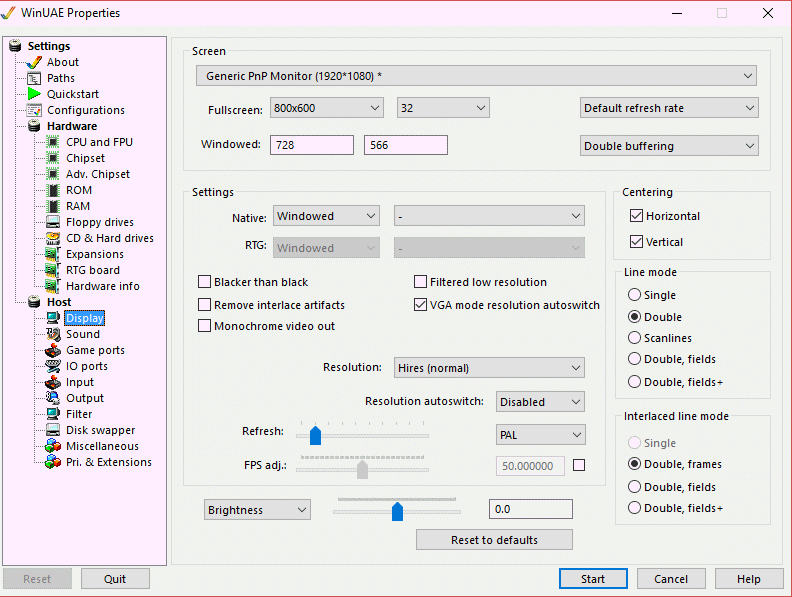 WinUAE Properties
Settings
About
Paths
Quickstart
Configurations
Hardware
CPU and FPU
Chipset
Adv. Chipset
ROM
RAM
Floppy drives
CD & Hard drives
Expansions
RTG board
Hardware info
Host
Display
Sound
Game ports
IO ports
Input
Output
Filter
Disk swapper
Miscellaneous
Pri. & Extensions
Reset
Quit
Screen
Generic PnP Monitor (1920*1080) *
Fullscreen: 800x600 32 Default refresh rate
Windowed: 728 566 Double buffering
Settings
Native: Windowed -
RTG: Windowed -
Blacker than black Filtered low resolution
Remove interlace artifacts VGA mode resolution autoswitch
Monochrome video out
Resolution: Hires (normal)
Resolution autoswitch: Disabled
Refresh: PAL
FPS adj.: 50.000000
Brightness 0.0
Reset to defaults
Centering
Horizontal
Vertical
Line mode
Single
Double
Scanlines
Double, fields
Double, fields+
Interlaced line mode
Single
Double, frames
Double, fields
Double, fields+
Start Cancel Help